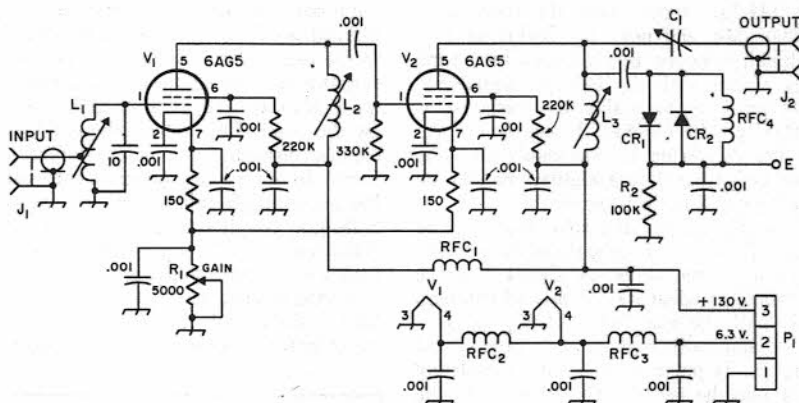 C1
OUTPUT
.001
.001
V1
6AG5
V2
6AG5
J2
5
5
1
6
1
6
L1
L2
220K
L3
CR1
CR2
RFC4
INPUT
.001
.001
2
7
2
7
10
.001
220K
330K
.001
E
.001
.001
R2
100K
.001
J1
150
150
RFC1
.001
R1
GAIN
5000
.001
V1
V2
+130 V.
3
3
4
3
4
6.3 V.
2
P1
RFC2
RFC3
1
.001
.001
.001